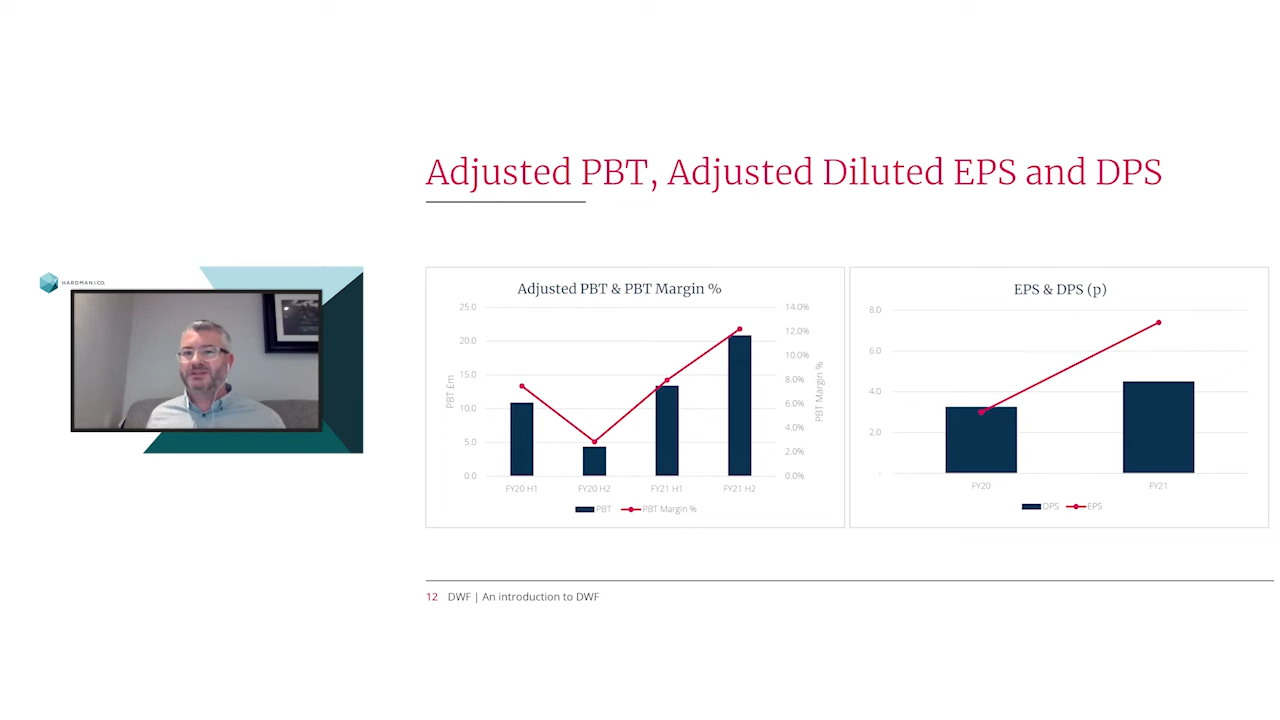 Adjusted PBT, Adjusted Diluted EPS and DPS
HARDMAN&CO.
Adjusted PBT & PBT Margin %
25.0
20.0
15.0
10.0
5.0
0.0
PBT £m
14.0%
12.0%
10.0%
8.0%
6.0%
4.0%
2.0%
0.0%
PBT Margin %
FY20 H1 FY20 H2 FY21 H1 FY21 H2
PBT PBT Margin %
EPS & DPS (p)
8.0
6.0
4.0
2.0
-
FY20 FY21
DPS EPS
12 DWF | An introduction to DWF